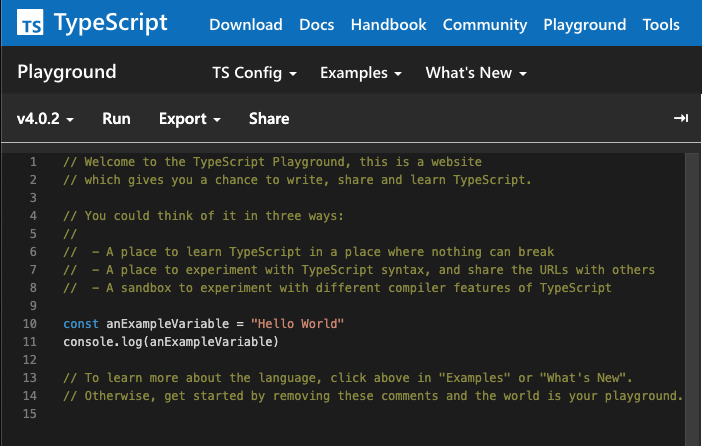 TS TypeScript Download Docs Handbook Community Playground Tools
Playground TS Config Examples What's New
v4.0.2 Run Export Share
1 // Welcome to the TypeScript Playground, this is a website
2 // which gives you a chance to write, share and learn TypeScript.
3
4 // You could think of it in three ways:
5 //
6 //  - A place to learn TypeScript in a place where nothing can break
7 //  - A place to experiment with TypeScript syntax, and share the URLs with others
8 //  - A sandbox to experiment with different compiler features of TypeScript
9
10 const anExampleVariable = "Hello World"
11 console.log(anExampleVariable)
12
13 // To learn more about the language, click above in "Examples" or "What's New".
14 // Otherwise, get started by removing these comments and the world is your playground.
15